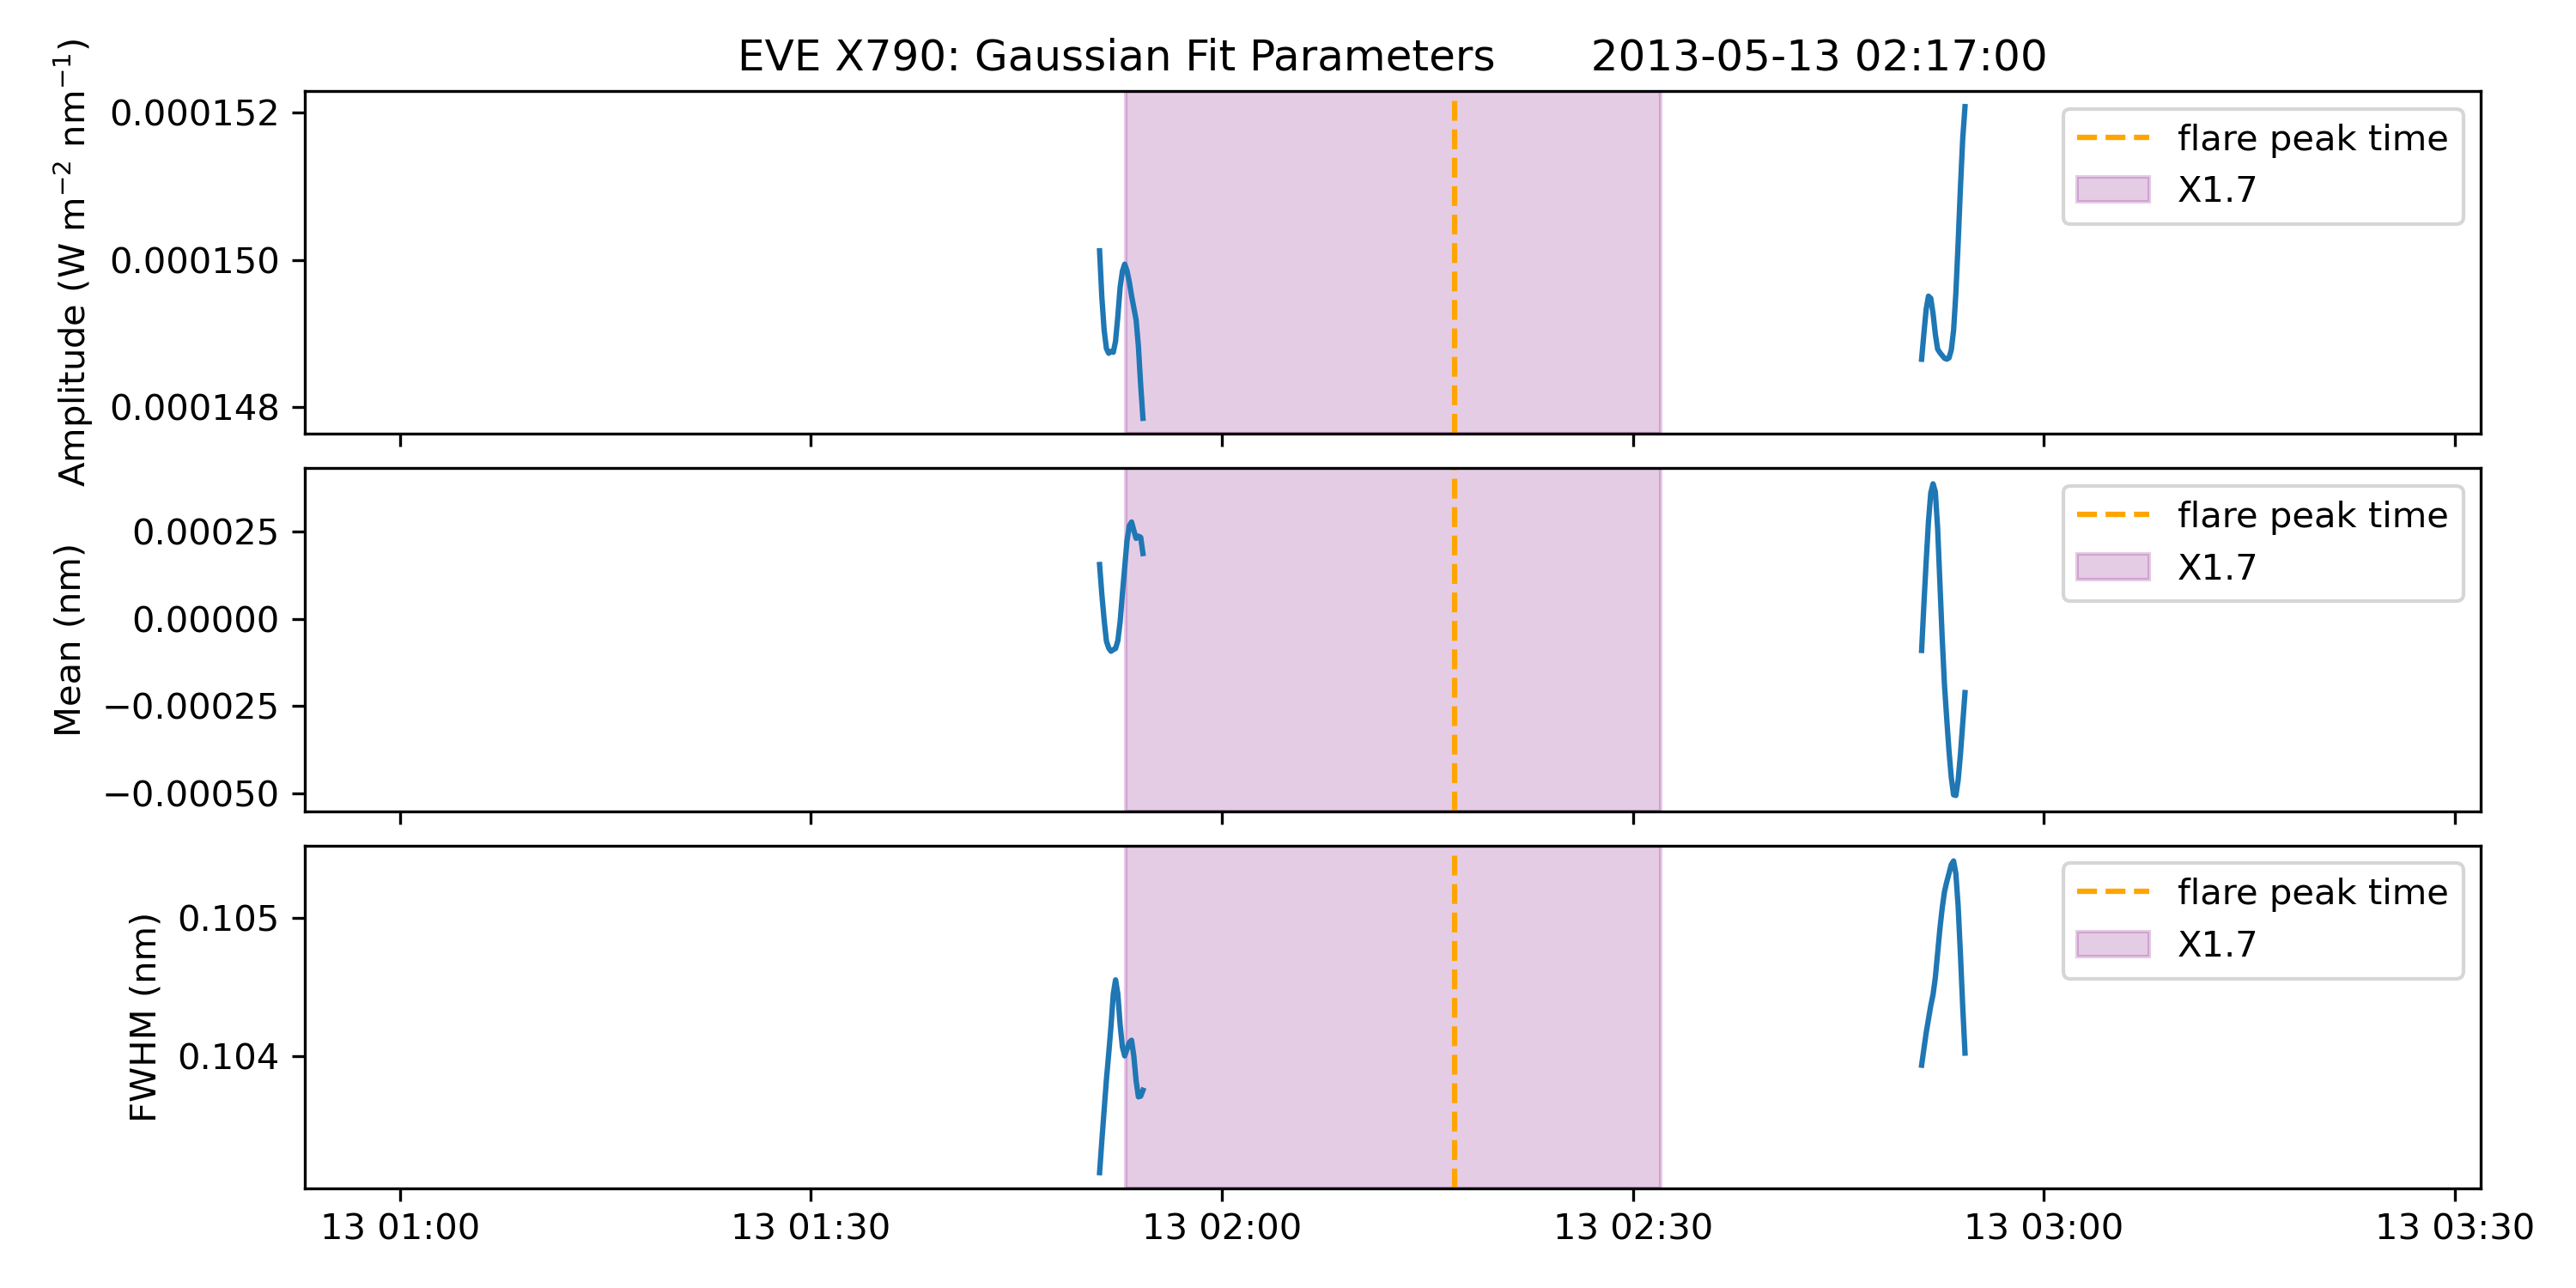 EVE X790: Gaussian Fit Parameters 2013-05-13 02:17:00
Amplitude (W m⁻² nm⁻¹)
0.000152
0.000150
0.000148
flare peak time
X1.7
Mean (nm)
0.00025
0.00000
−0.00025
−0.00050
flare peak time
X1.7
FWHM (nm)
0.105
0.104
flare peak time
X1.7
13 01:00 13 01:30 13 02:00 13 02:30 13 03:00 13 03:30